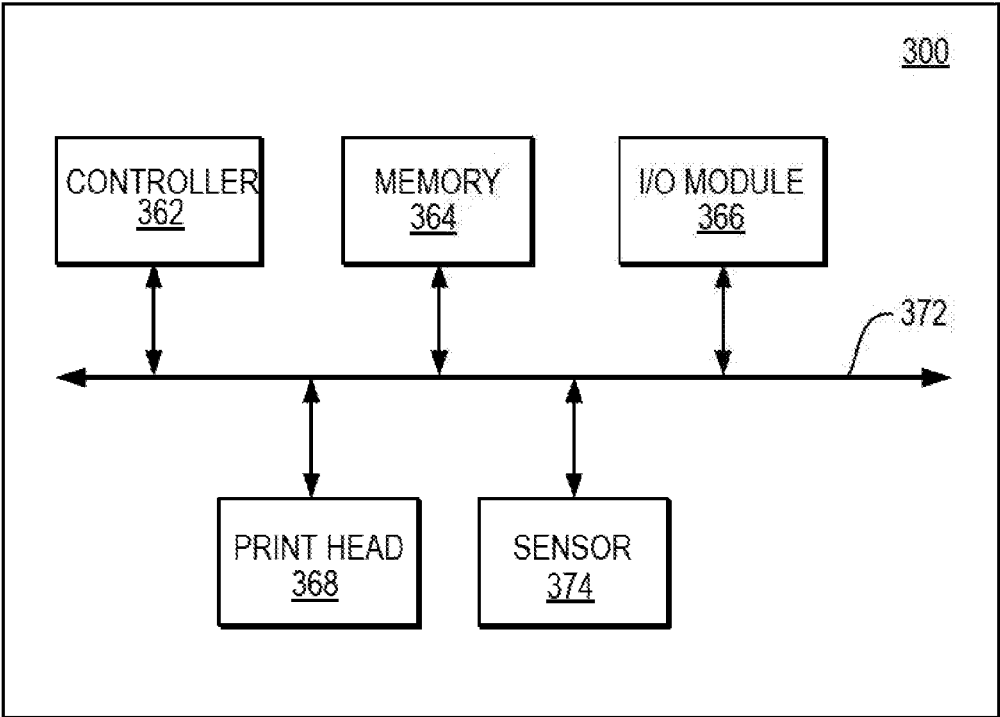 300
CONTROLLER
362
MEMORY
364
I/O MODULE
366
372
PRINT HEAD
368
SENSOR
374